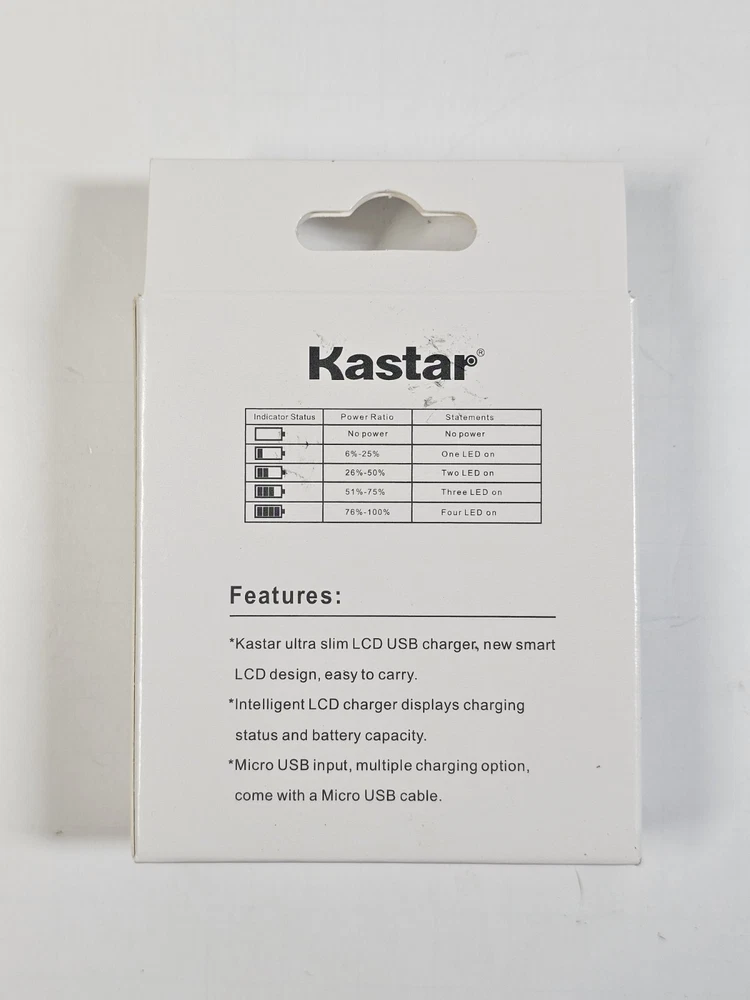 Kastar®
Indicator Status Power Ratio Statements
No power No power
6%-25% One LED on
26%-50% Two LED on
51%-75% Three LED on
76%-100% Four LED on
Features:
*Kastar ultra slim LCD USB charger, new smart
LCD design, easy to carry.
*Intelligent LCD charger displays charging
status and battery capacity.
*Micro USB input, multiple charging option,
come with a Micro USB cable.